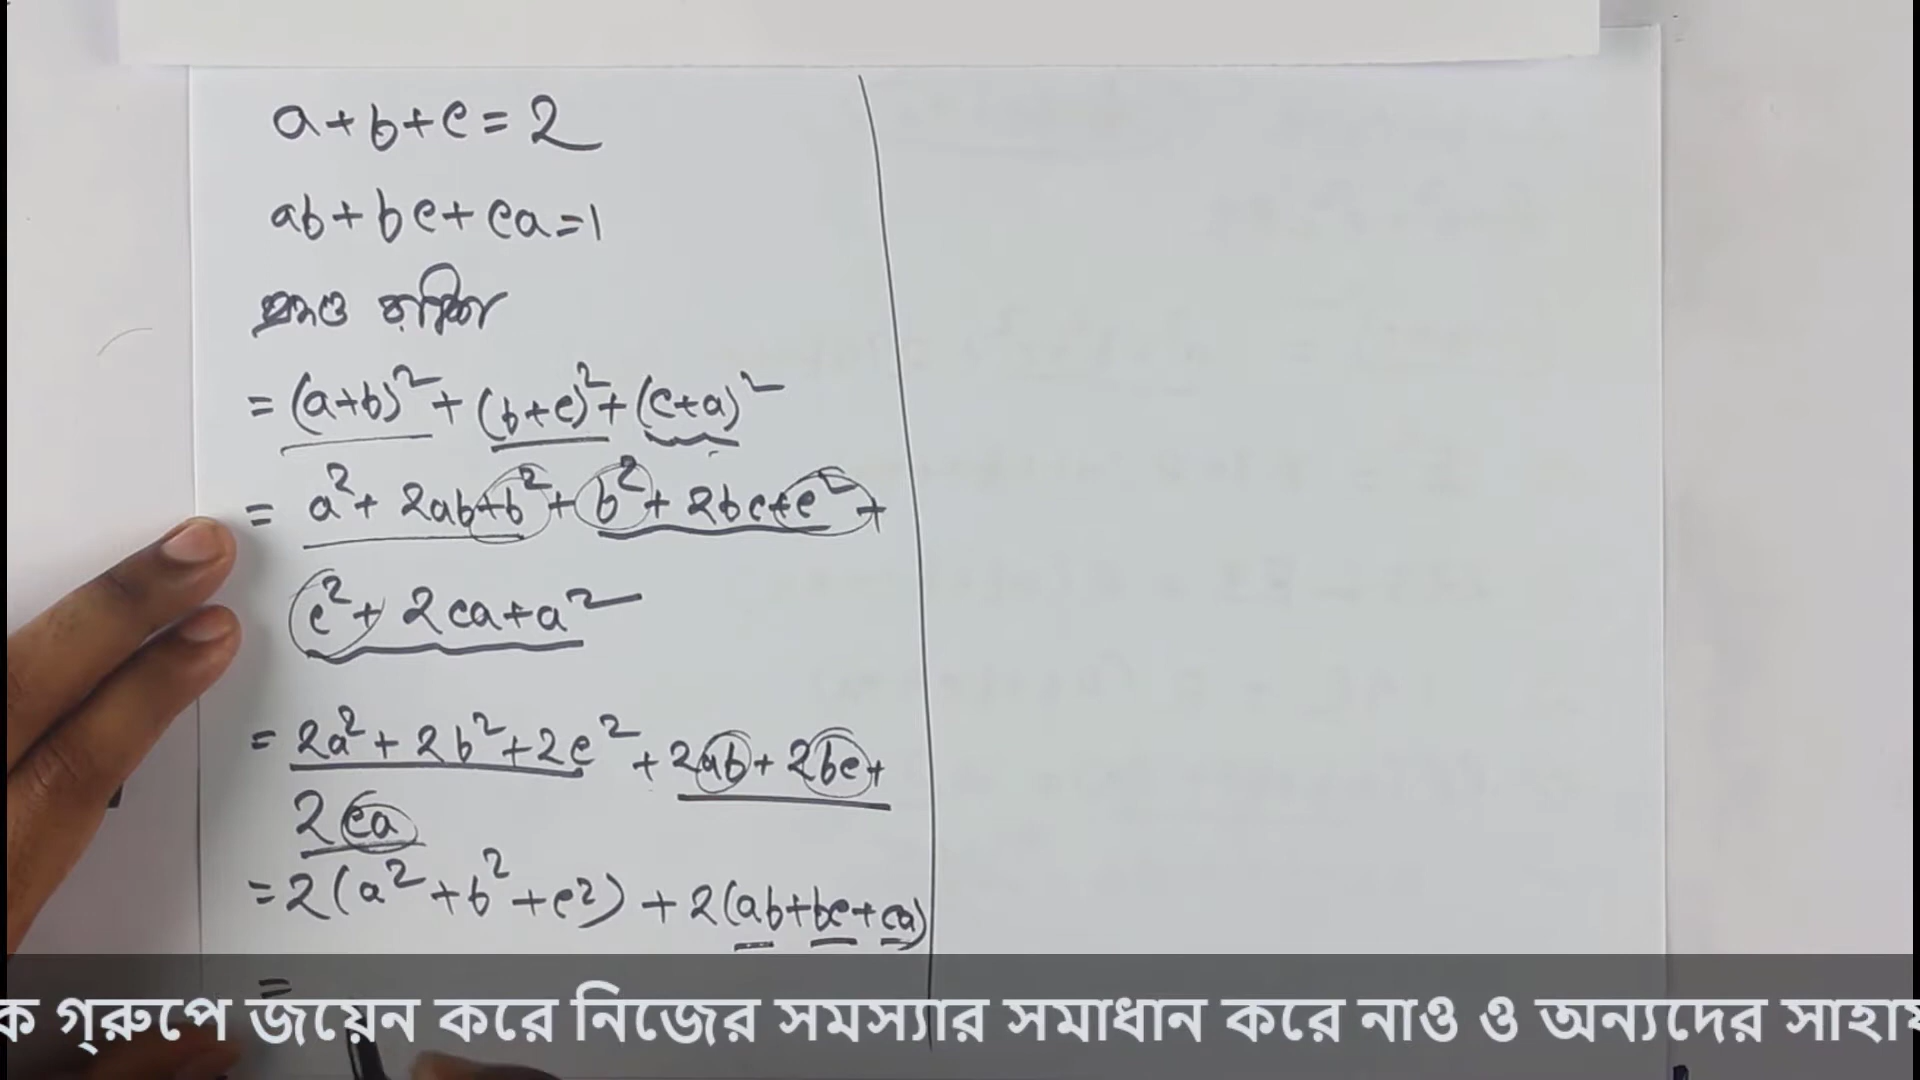 a+b+c=2
ab+bc+ca=1
প্রদত্ত রাশি
=(a+b)²+(b+c)²+(c+a)²
= a²+2ab+b²+b²+2bc+c²+
c²+2ca+a²
= 2a²+2b²+2c²+2ab+2bc+
2ca
=2(a²+b²+c²)+2(ab+bc+ca)
=
ক গ্রুপে জয়েন করে নিজের সমস্যার সমাধান করে নাও ও অন্যদের